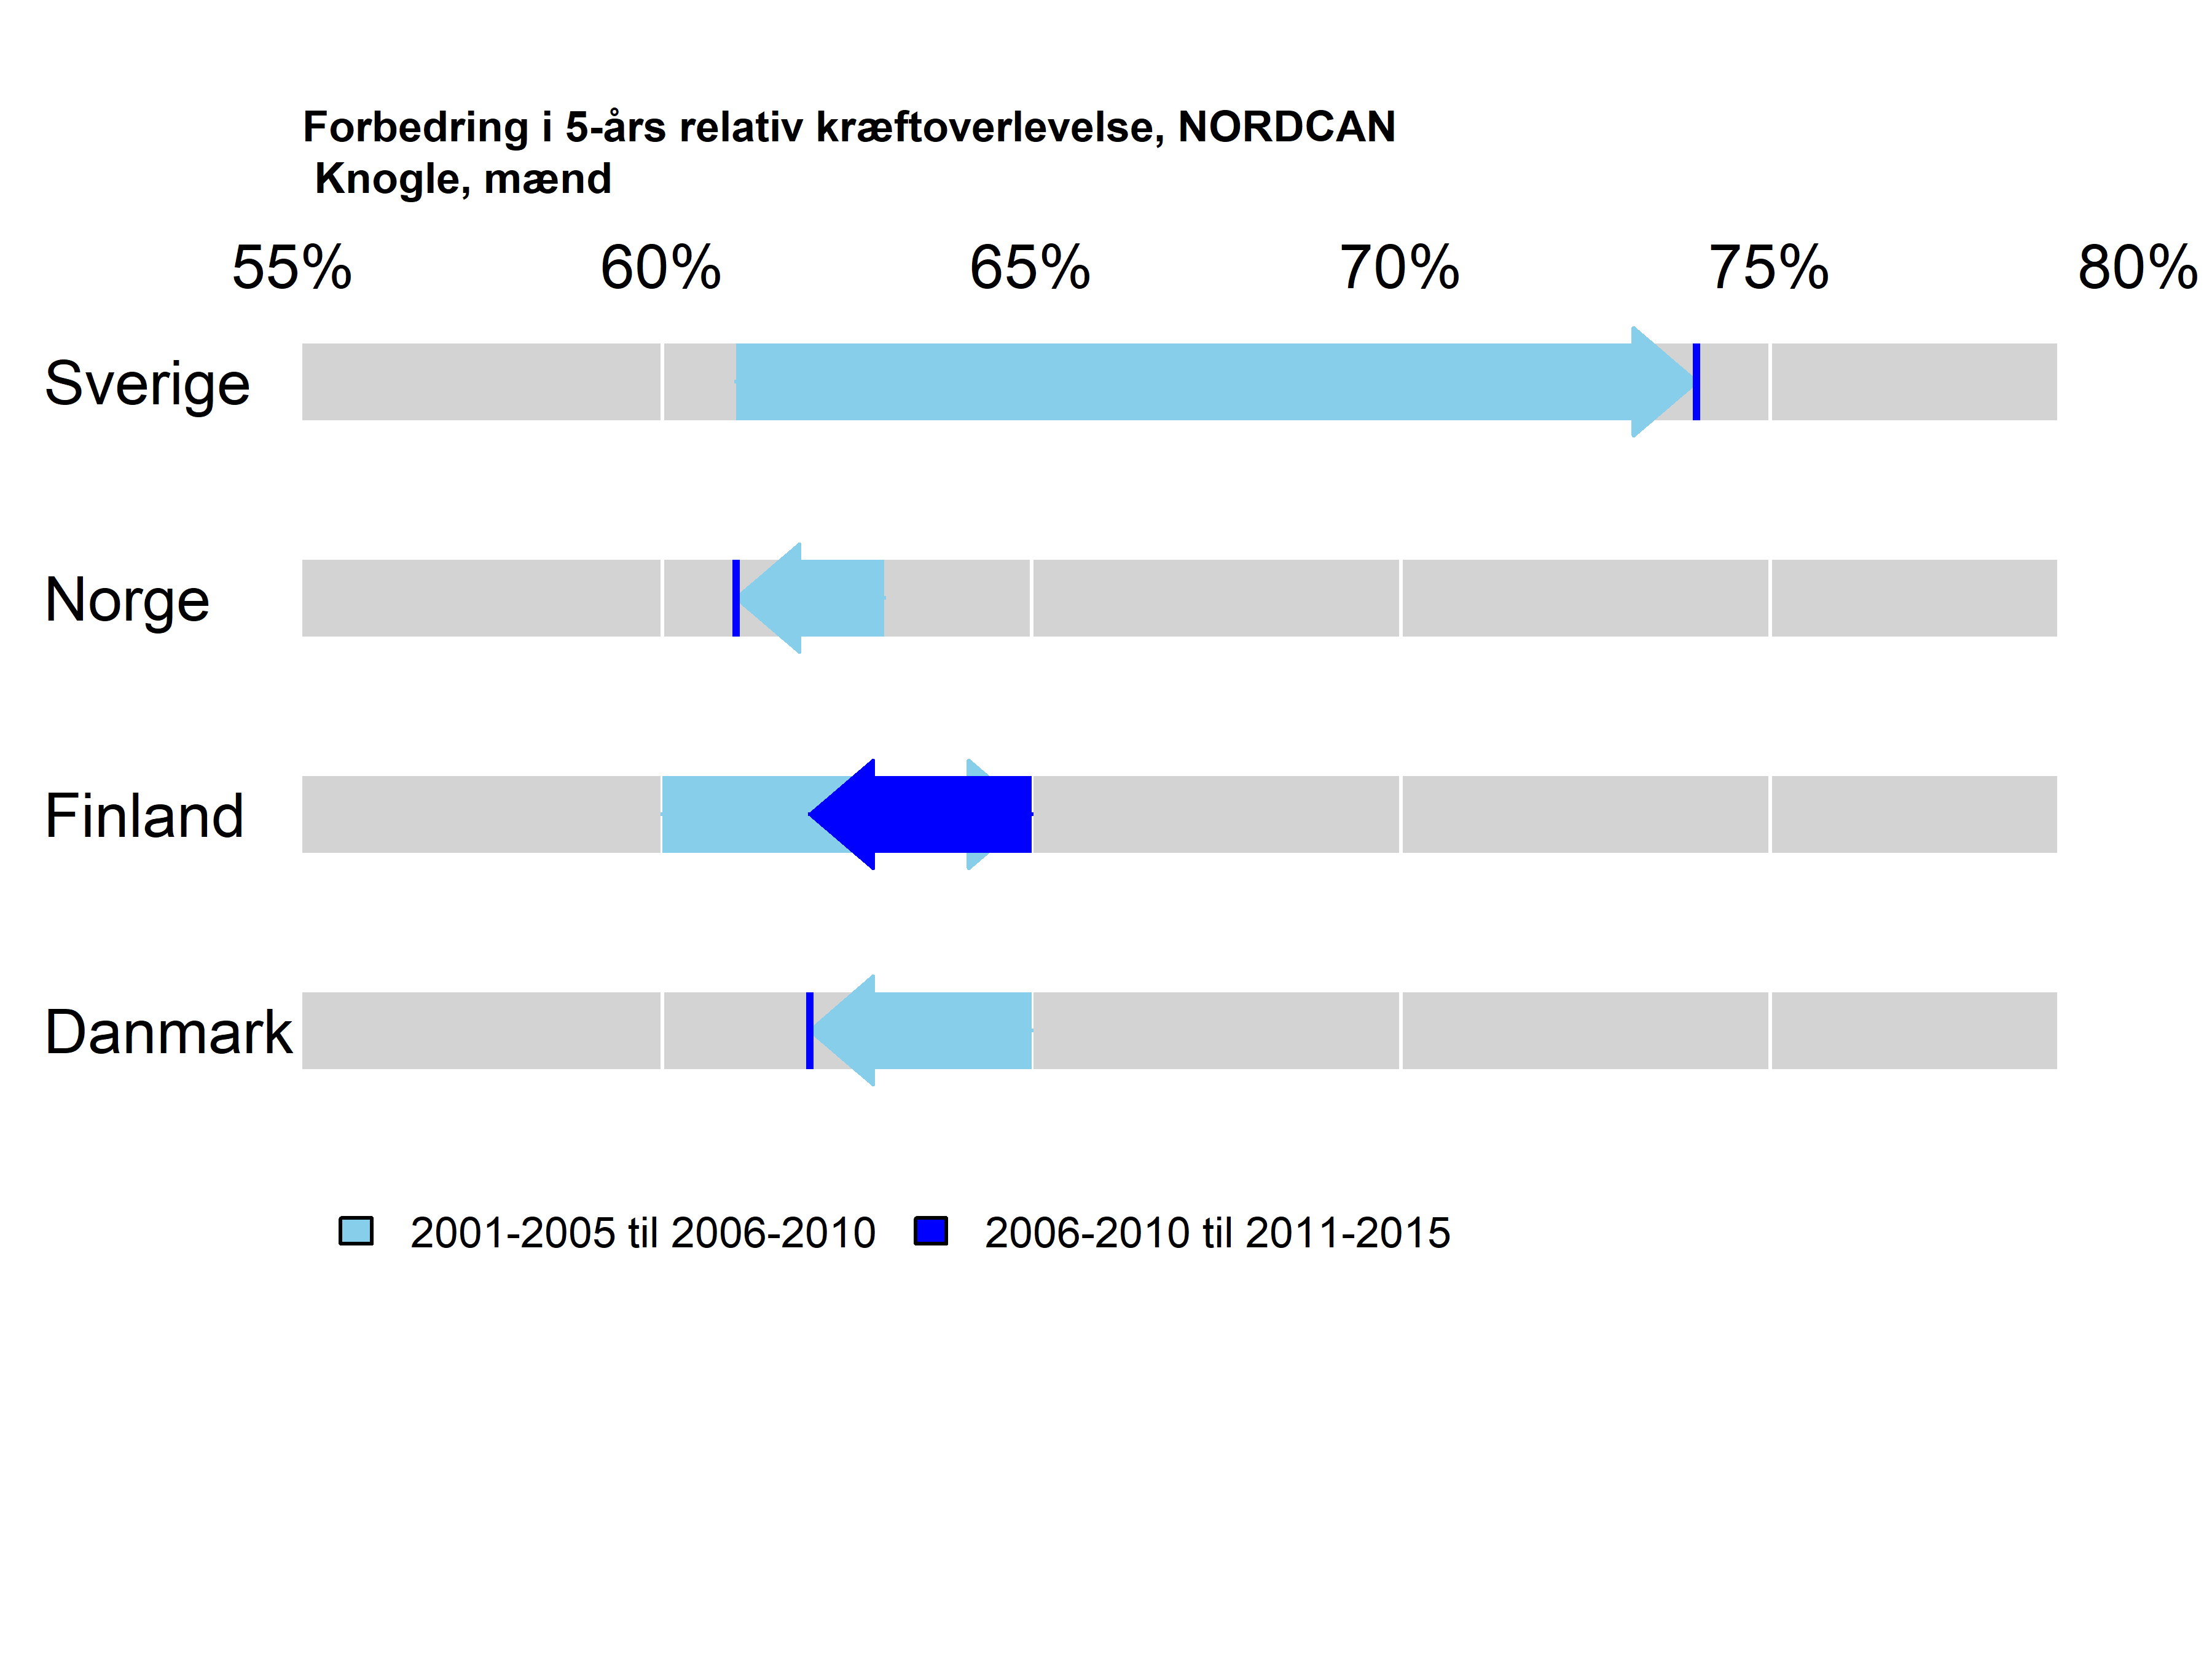 Forbedring i 5-års relativ kræftoverlevelse, NORDCAN
Knogle, mænd
55% 60% 65% 70% 75% 80%
Sverige
Norge
Finland
Danmark
2001-2005 til 2006-2010 2006-2010 til 2011-2015